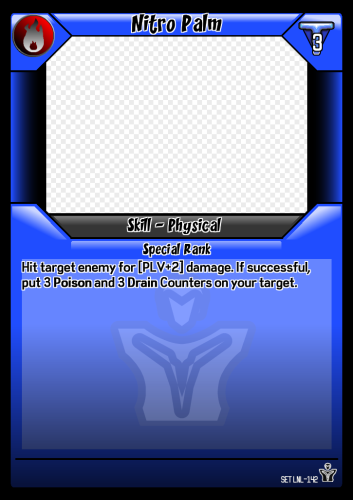 Nitro Palm
3
Skill - Physical
Special Rank
Hit target enemy for [PLV+2] damage. If successful,
put 3 Poison and 3 Drain Counters on your target.
SET LNL-142